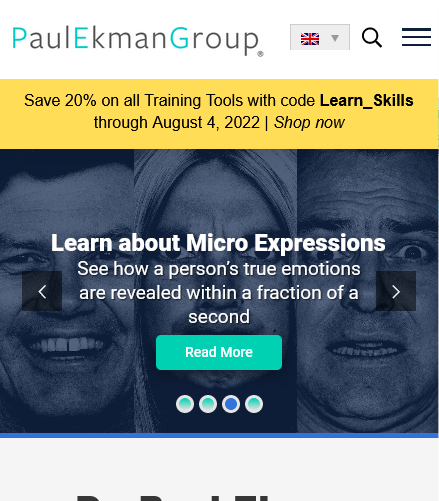 PaulEkmanGroup®
Save 20% on all Training Tools with code Learn_Skills
through August 4, 2022 | Shop now
Learn about Micro Expressions
See how a person's true emotions
are revealed within a fraction of a
second
Read More